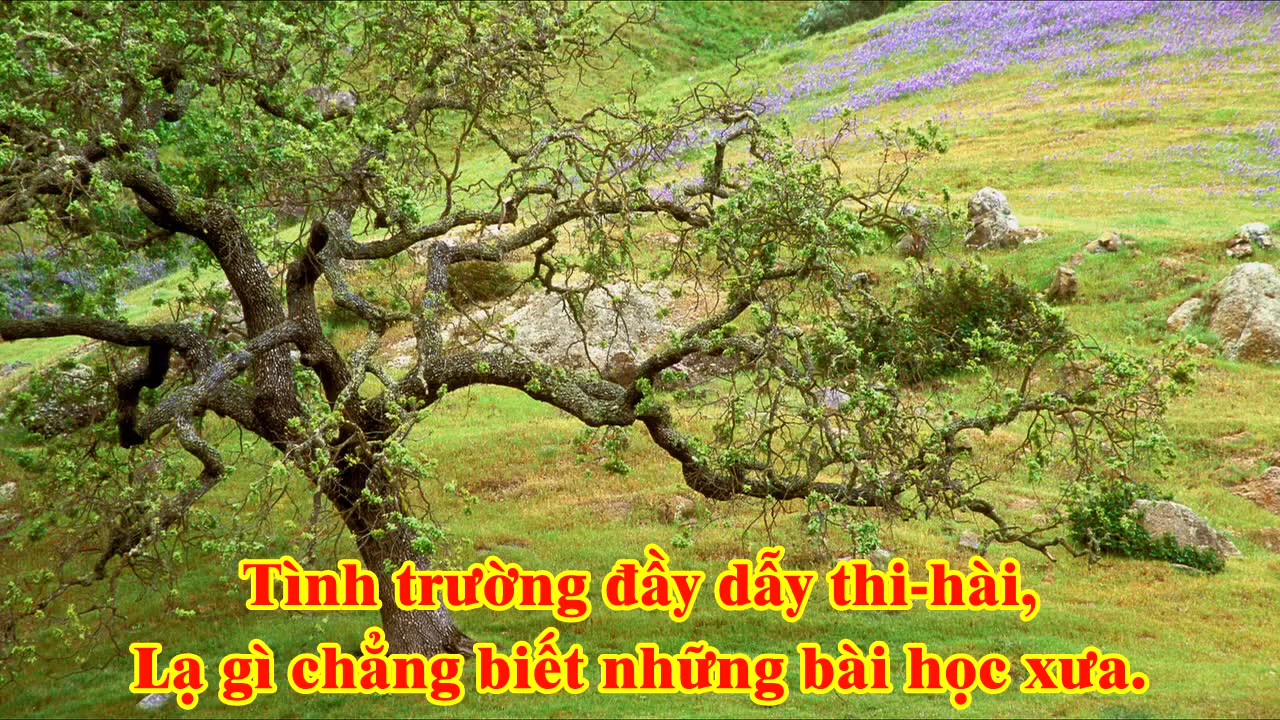 Tình trường đầy dẫy thi-hài,
Lạ gì chẳng biết những bài học xưa.